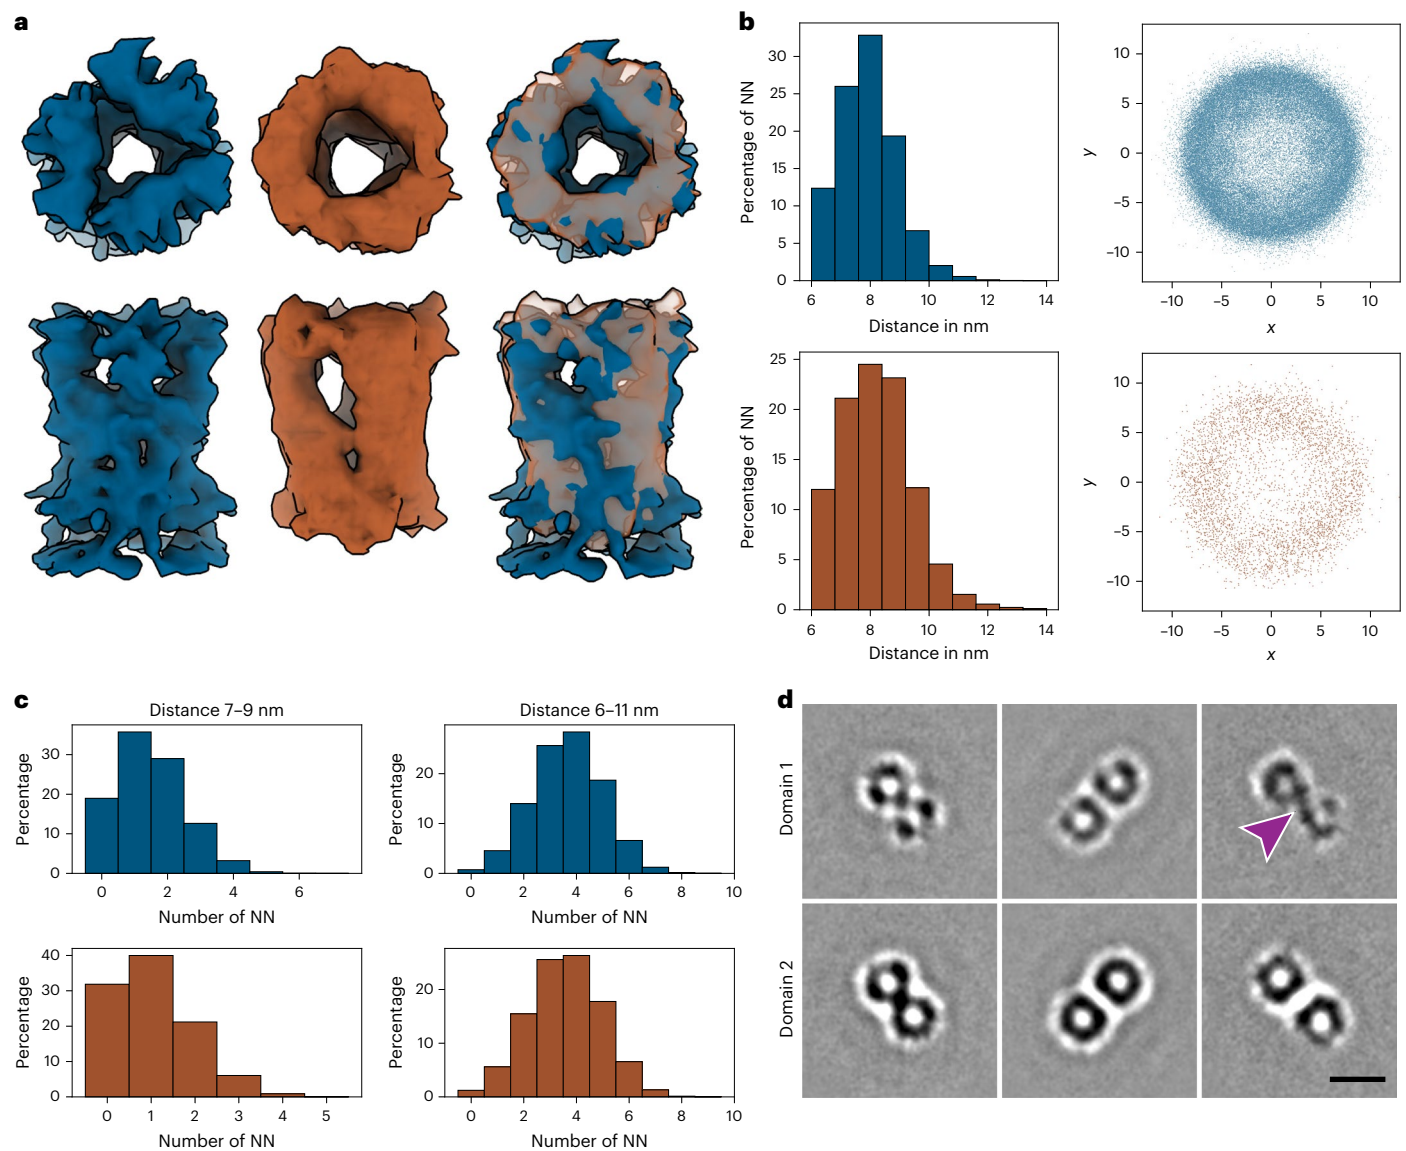 a
b
Percentage of NN
30
25
20
15
10
5
0
6 8 10 12 14
Distance in nm
y
10
5
0
–5
–10
–10 –5 0 5 10
x
Percentage of NN
25
20
15
10
5
0
6 8 10 12 14
Distance in nm
y
10
5
0
–5
–10
–10 –5 0 5 10
x
c
Distance 7–9 nm
Percentage
30
20
10
0
0 2 4 6
Number of NN
Distance 6–11 nm
Percentage
20
10
0
0 2 4 6 8 10
Number of NN
Percentage
40
30
20
10
0
0 1 2 3 4 5
Number of NN
Percentage
20
10
0
0 2 4 6 8 10
Number of NN
d
Domain 1
Domain 2